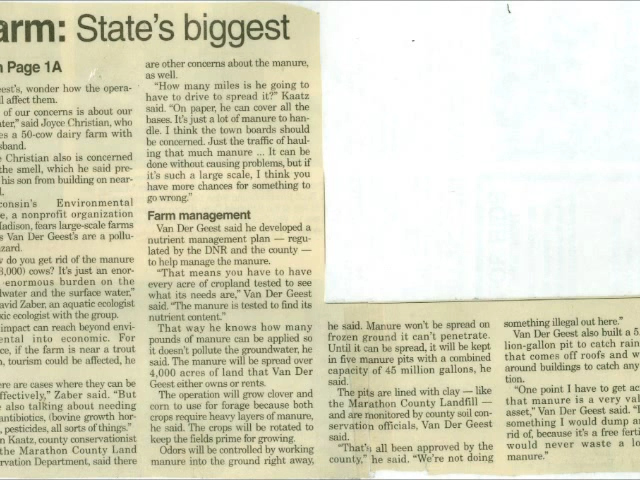 arm: State's biggest
Page 1A
est's, wonder how the opera-
affect them.
of our concerns is about our
ter," said Joyce Christian, who
es a 50-cow dairy farm with
sband.
Christian also is concerned
the smell, which he said pre-
his son from building on near-
consin's Environmental
e, a nonprofit organization
Madison, fears large-scale farms
s Van Der Geest's are a pollu-
zard.
do you get rid of the manure
3,000) cows? It's just an enor-
enormous burden on the
dwater and the surface water,"
avid Zaber, an aquatic ecologist
xic ecologist with the group.
impact can reach beyond envi-
ental into economic. For
ce, if the farm is near a trout
, tourism could be affected, he
ere are cases where they can be
ffectively," Zaber said. "But
also talking about needing
antibiotics, (bovine growth hor-
, pesticides, all sorts of things."
n Kaatz, county conservationist
the Marathon County Land
rvation Department, said there
are other concerns about the manure,
as well.
"How many miles is he going to
have to drive to spread it?" Kaatz
said. "On paper, he can cover all the
bases. It's just a lot of manure to han-
dle. I think the town boards should
be concerned. Just the traffic of haul-
ing that much manure ... It can be
done without causing problems, but if
it's such a large scale, I think you
have more chances for something to
go wrong."
Farm management
Van Der Geest said he developed a
nutrient management plan — regu-
lated by the DNR and the county —
to help manage the manure.
"That means you have to have
every acre of cropland tested to see
what its needs are," Van Der Geest
said. "The manure is tested to find its
nutrient content."
That way he knows how many
pounds of manure can be applied so
it doesn't pollute the groundwater, he
said. The manure will be spread over
4,000 acres of land that Van Der
Geest either owns or rents.
The operation will grow clover and
corn to use for forage because both
crops require heavy layers of manure,
he said. The crops will be rotated to
keep the fields prime for growing.
Odors will be controlled by working
manure into the ground right away,
he said. Manure won't be spread on
frozen ground it can't penetrate.
Until it can be spread, it will be kept
in five manure pits with a combined
capacity of 45 million gallons, he
said.
The pits are lined with clay — like
the Marathon County Landfill —
and are monitored by county soil con-
servation officials, Van Der Geest
said.
"That's all been approved by the
county," he said. "We're not doing
something illegal out here."
Van Der Geest also built a 5.
lion-gallon pit to catch rain
that comes off roofs and w
around buildings to catch any
tion.
"One point I have to get ac
that manure is a very val
asset," Van Der Geest said. "
something I would dump a
rid of, because it's a free ferti
would never waste a lo
manure."